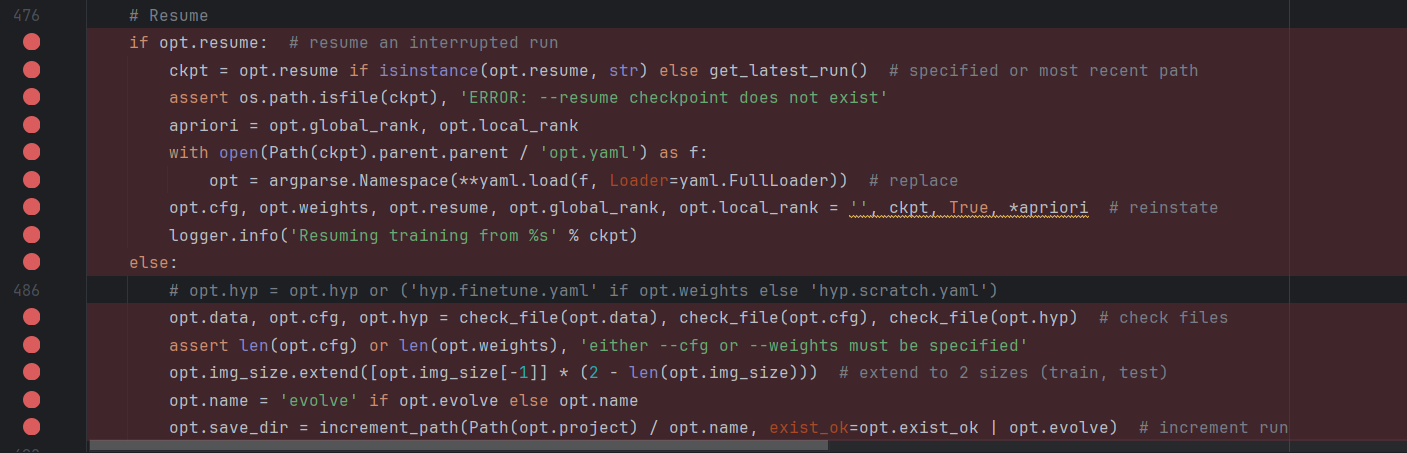 476 # Resume
if opt.resume:  # resume an interrupted run
ckpt = opt.resume if isinstance(opt.resume, str) else get_latest_run()  # specified or most recent path
assert os.path.isfile(ckpt), 'ERROR: --resume checkpoint does not exist'
apriori = opt.global_rank, opt.local_rank
with open(Path(ckpt).parent.parent / 'opt.yaml') as f:
opt = argparse.Namespace(**yaml.load(f, Loader=yaml.FullLoader))  # replace
opt.cfg, opt.weights, opt.resume, opt.global_rank, opt.local_rank = '', ckpt, True, *apriori  # reinstate
logger.info('Resuming training from %s' % ckpt)
else:
486 # opt.hyp = opt.hyp or ('hyp.finetune.yaml' if opt.weights else 'hyp.scratch.yaml')
opt.data, opt.cfg, opt.hyp = check_file(opt.data), check_file(opt.cfg), check_file(opt.hyp)  # check files
assert len(opt.cfg) or len(opt.weights), 'either --cfg or --weights must be specified'
opt.img_size.extend([opt.img_size[-1]] * (2 - len(opt.img_size)))  # extend to 2 sizes (train, test)
opt.name = 'evolve' if opt.evolve else opt.name
opt.save_dir = increment_path(Path(opt.project) / opt.name, exist_ok=opt.exist_ok | opt.evolve)  # increment run